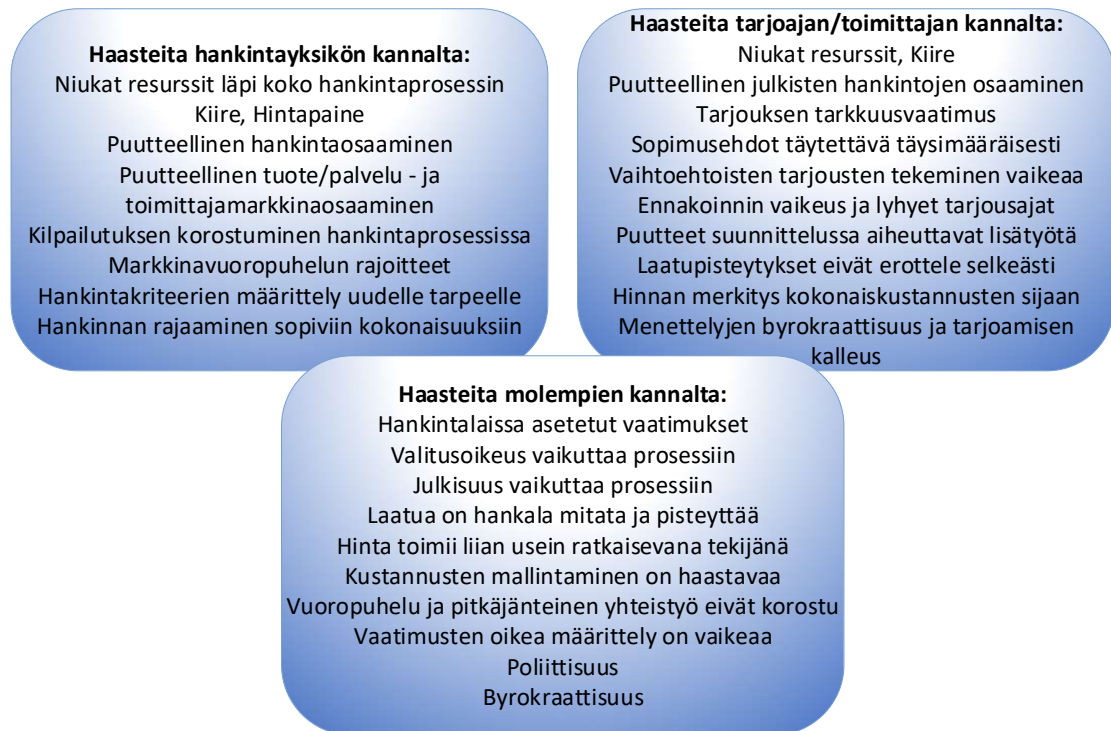 Haasteita hankintayksikön kannalta:
Niukat resurssit läpi koko hankintaprosessin
Kiire, Hintapaine
Puutteellinen hankintaosaaminen
Puutteellinen tuote/palvelu - ja
toimittajamarkkinaosaaminen
Kilpailutuksen korostuminen hankintaprosessissa
Markkinavuoropuhelun rajoitteet
Hankintakriteerien määrittely uudelle tarpeelle
Hankinnan rajaaminen sopiviin kokonaisuuksiin
Haasteita tarjoajan/toimittajan kannalta:
Niukat resurssit, Kiire
Puutteellinen julkisten hankintojen osaaminen
Tarjouksen tarkkuusvaatimus
Sopimusehdot täytettävä täysimääräisesti
Vaihtoehtoisten tarjousten tekeminen vaikeaa
Ennakoinnin vaikeus ja lyhyet tarjousajat
Puutteet suunnittelussa aiheuttavat lisätyötä
Laatupisteytykset eivät erottele selkeästi
Hinnan merkitys kokonaiskustannusten sijaan
Menettelyjen byrokraattisuus ja tarjoamisen
kalleus
Haasteita molempien kannalta:
Hankintalaissa asetetut vaatimukset
Valitusoikeus vaikuttaa prosessiin
Julkisuus vaikuttaa prosessiin
Laatua on hankala mitata ja pisteyttää
Hinta toimii liian usein ratkaisevana tekijänä
Kustannusten mallintaminen on haastavaa
Vuoropuhelu ja pitkäjänteinen yhteistyö eivät korostu
Vaatimusten oikea määrittely on vaikeaa
Poliittisuus
Byrokraattisuus